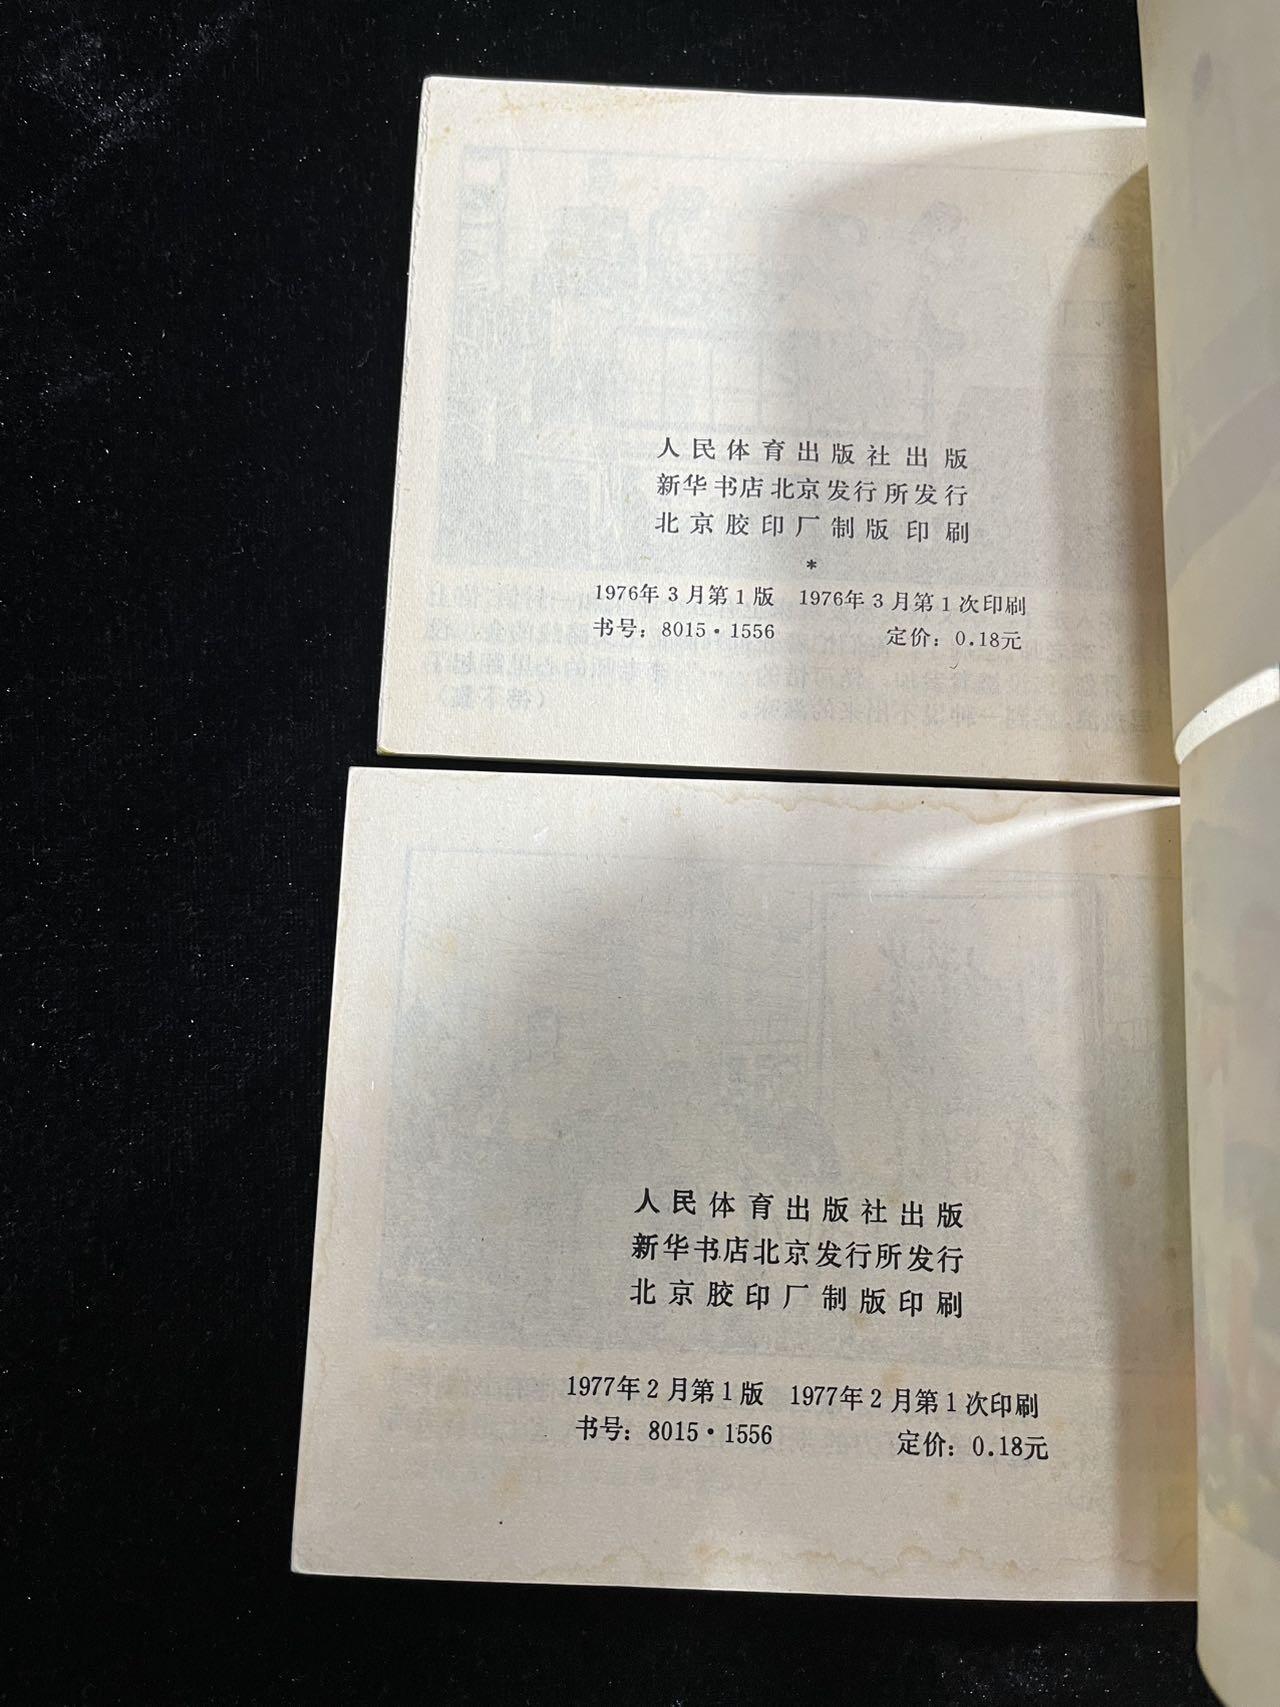 人民体育出版社出版
新华书店北京发行所发行
北京胶印厂制版印刷
*
1976年3月第1版 1976年3月第1次印刷
书号：8015·1556 定价：0.18元
人民体育出版社出版
新华书店北京发行所发行
北京胶印厂制版印刷
1977年2月第1版 1977年2月第1次印刷
书号：8015·1556 定价：0.18元